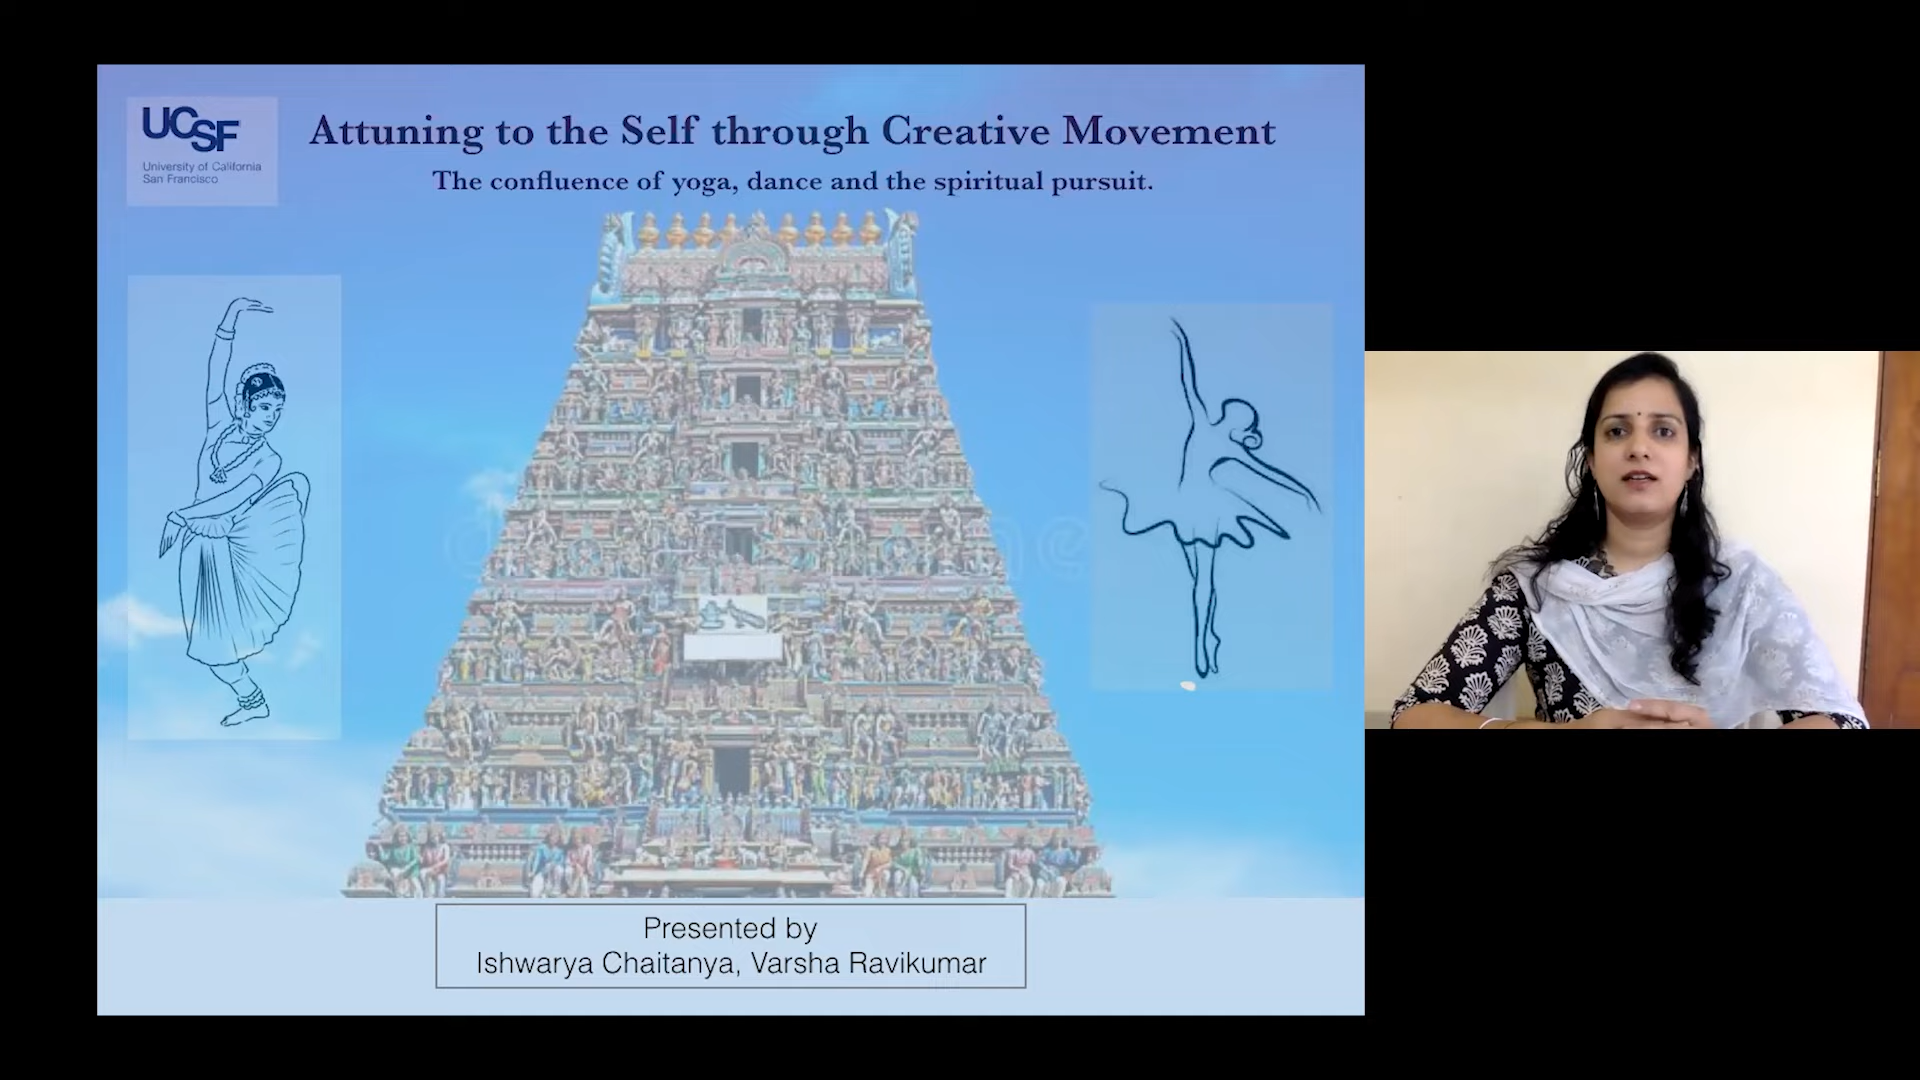 UCSF
University of California
San Francisco
Attuning to the Self through Creative Movement
The confluence of yoga, dance and the spiritual pursuit.
Presented by
Ishwarya Chaitanya, Varsha Ravikumar